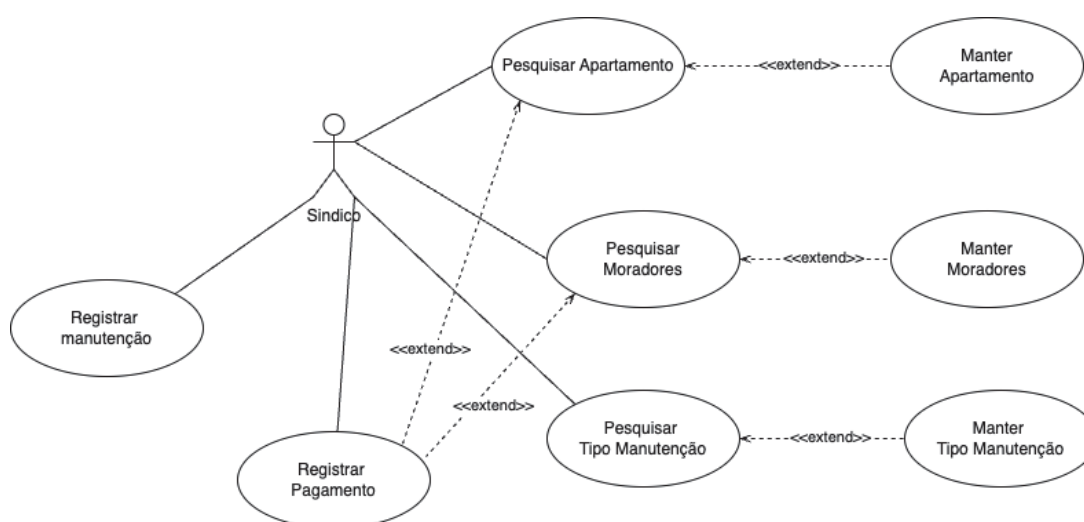 Pesquisar Apartamento
<<extend>>
Manter
Apartamento
Sindico
Pesquisar
Moradores
<<extend>>
Manter
Moradores
Registrar
manutenção
<<extend>>
<<extend>>
Pesquisar
Tipo Manutenção
<<extend>>
Manter
Tipo Manutenção
Registrar
Pagamento